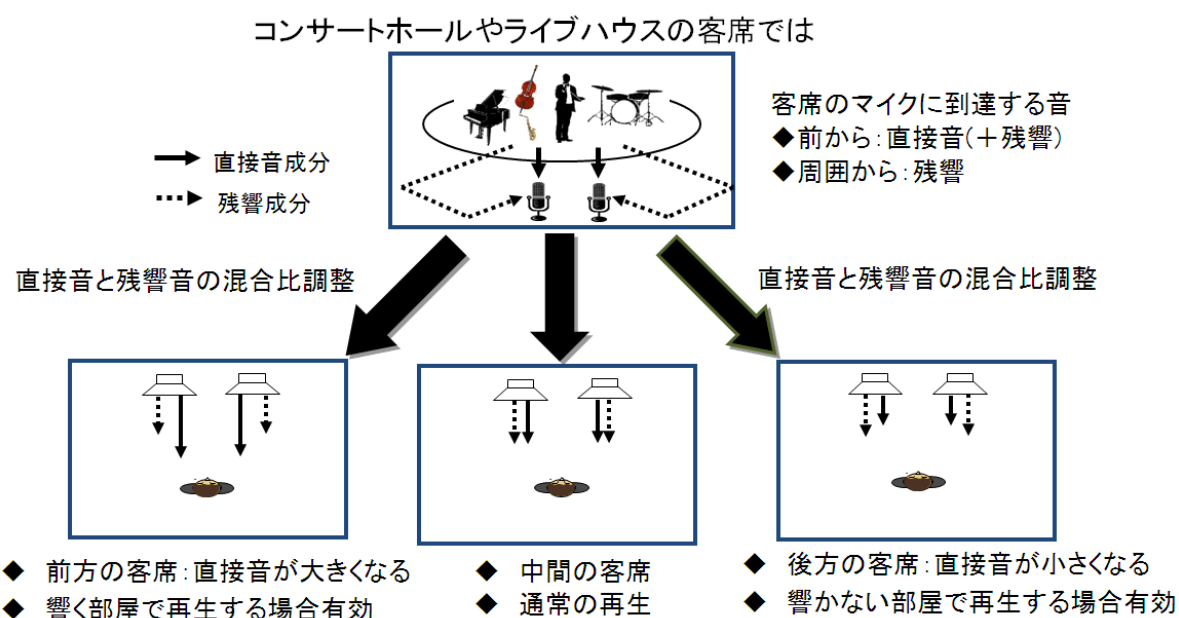 コンサートホールやライブハウスの客席では
客席のマイクに到達する音
◆前から：直接音（＋残響）
◆周囲から：残響
直接音成分
残響成分
直接音と残響音の混合比調整
直接音と残響音の混合比調整
◆ 前方の客席：直接音が大きくなる
◆ 響く部屋で再生する場合有効
◆ 中間の客席
◆ 通常の再生
◆ 後方の客席：直接音が小さくなる
◆ 響かない部屋で再生する場合有効